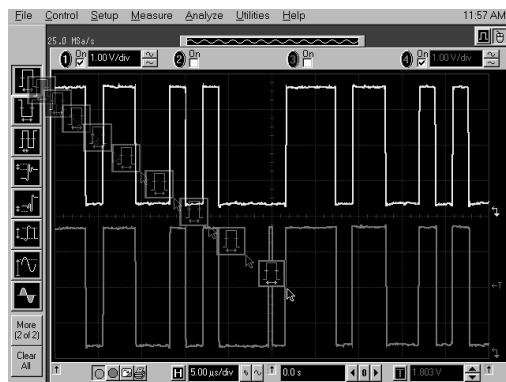 File Control Setup Measure Analyze Utilities Help 11:57 AM
25.0 MSa/s
1 On 1.00 V/div 2 On 3 On 4 On 1.00 V/div
T
More
(2 of 2)
Clear
All
H 5.00 µs/div 0.0 s 0 T 1.803 V